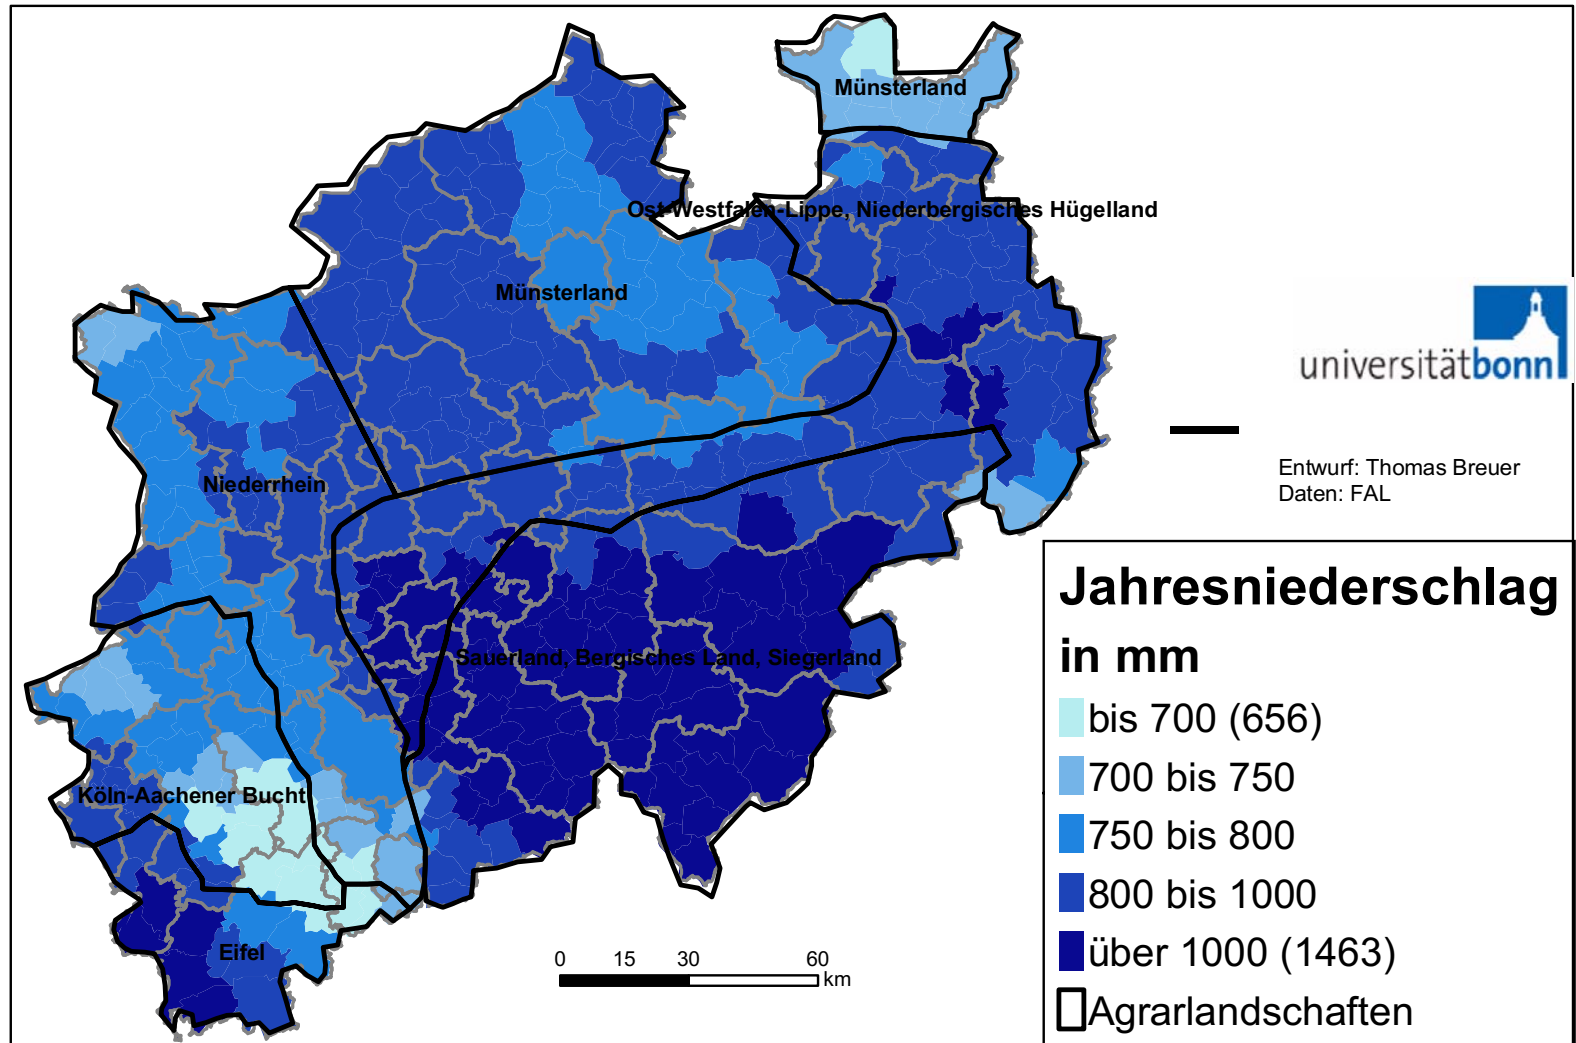 Münsterland
Ost-Westfalen-Lippe, Niederbergisches Hügelland
Münsterland
Niederrhein
Sauerland, Bergisches Land, Siegerland
Köln-Aachener Bucht
Eifel
0 15 30 60
km
universitätbonn
Entwurf: Thomas Breuer
Daten: FAL
Jahresniederschlag
in mm
bis 700 (656)
700 bis 750
750 bis 800
800 bis 1000
über 1000 (1463)
Agrarlandschaften